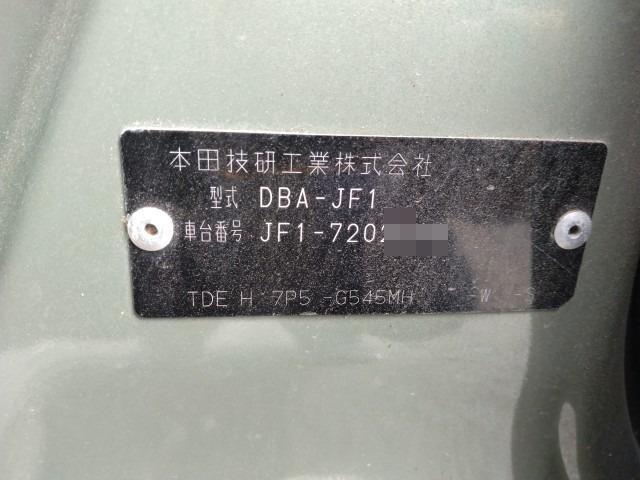 本田技研工業株式会社
型式 DBA-JF1
車台番号 JF1-7202
TDE H 7P5 -G545MH -W -S